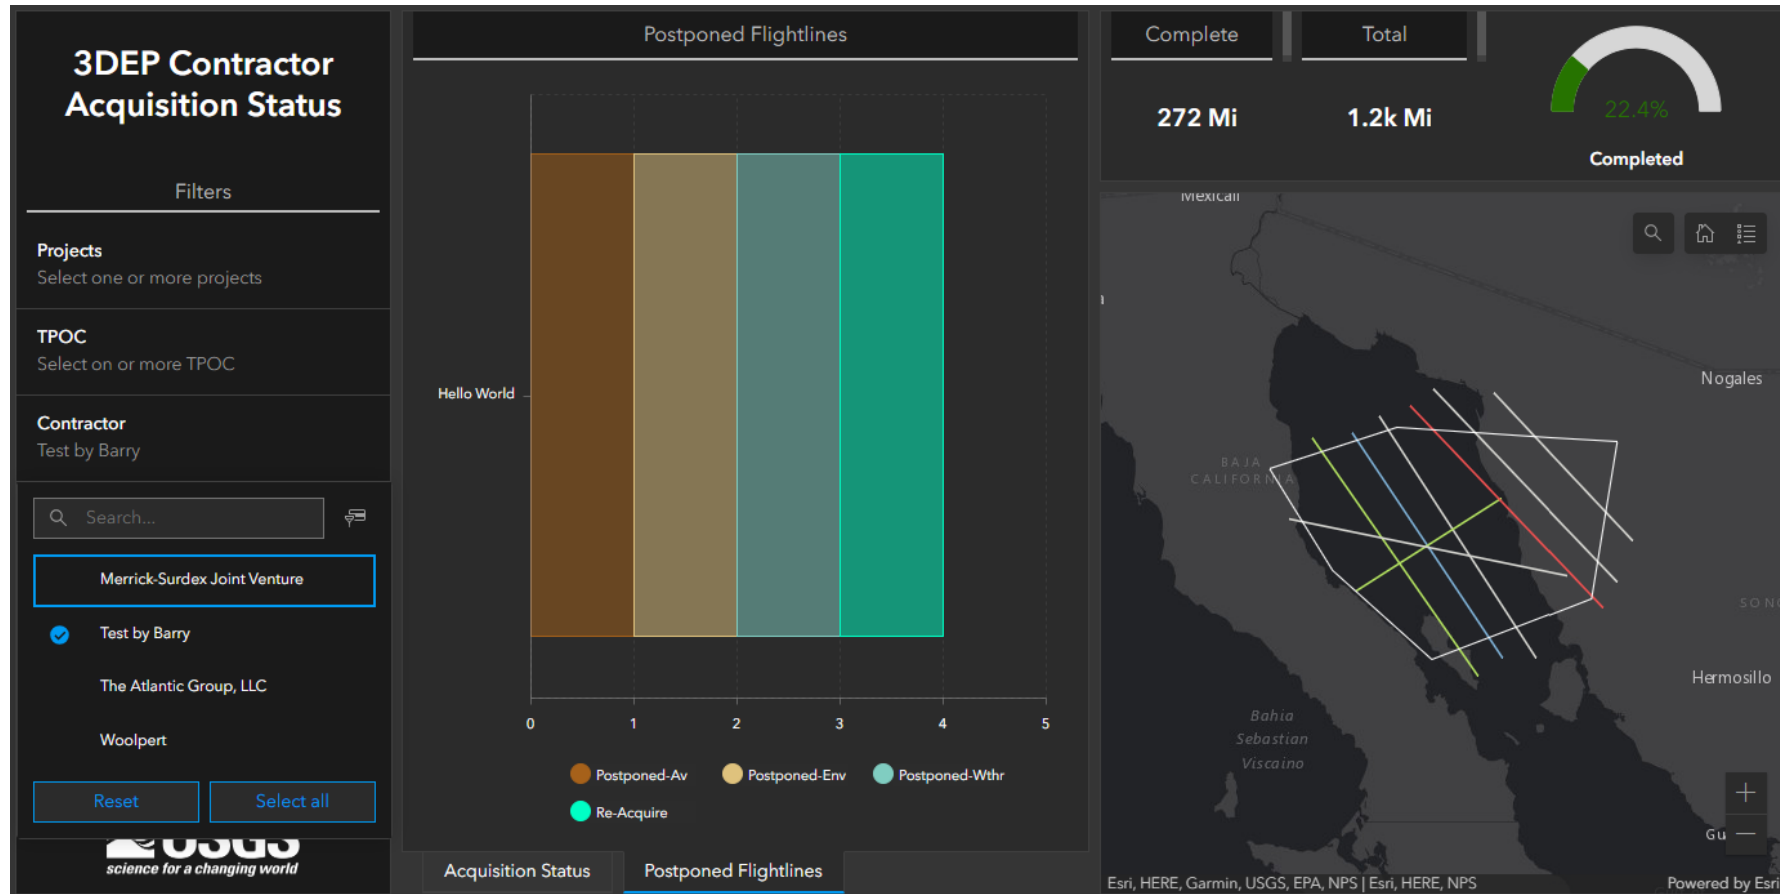 3DEP Contractor
Acquisition Status
Filters
Projects
Select one or more projects
TPOC
Select on or more TPOC
Contractor
Test by Barry
Search...
Merrick-Surdex Joint Venture
Test by Barry
The Atlantic Group, LLC
Woolpert
Reset
Select all
USGS
science for a changing world
Postponed Flightlines
Hello World
0 1 2 3 4 5
Postponed-Av
Postponed-Env
Postponed-Wthr
Re-Acquire
Acquisition Status
Postponed Flightlines
Complete
272 Mi
Total
1.2k Mi
22.4%
Completed
Mexicali
Nogales
BAJA
CALIFORNIA
Hermosillo
Bahia
Sebastian
Viscaino
Esri, HERE, Garmin, USGS, EPA, NPS | Esri, HERE, NPS
Powered by Esri